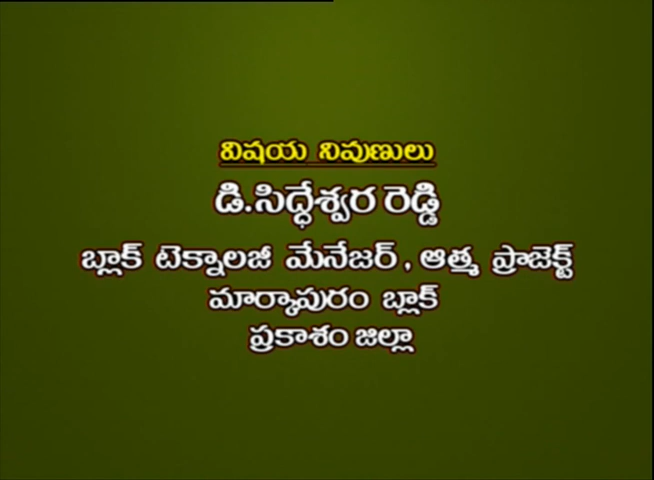 విషయ నిపుణులు
డి.సిద్ధేశ్వర రెడ్డి
బ్లాక్ టెక్నాలజీ మేనేజర్, ఆత్మ ప్రాజెక్ట్
మార్కాపురం బ్లాక్
ప్రకాశం జిల్లా